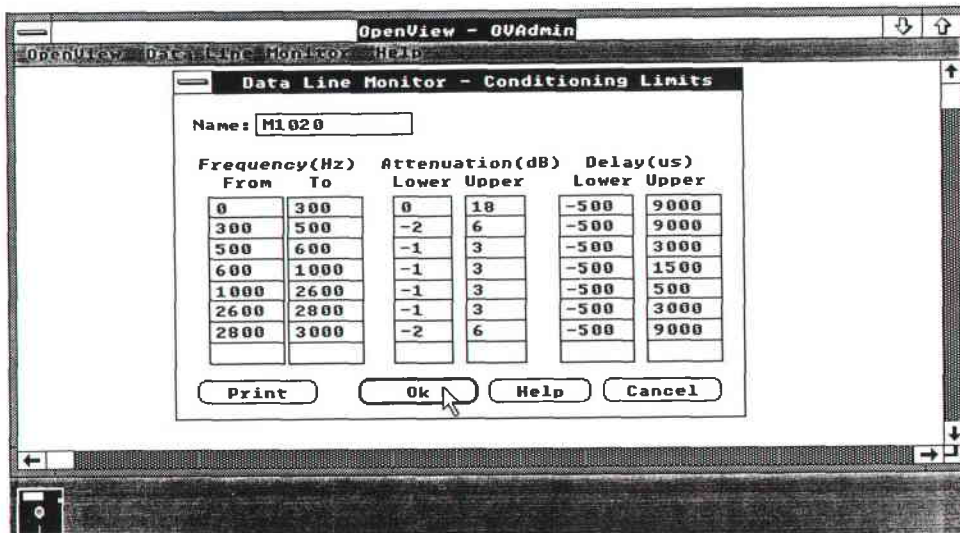 OpenView - OVAdmin
OpenView Data Line Monitor Help
Data Line Monitor - Conditioning Limits
Name: M1020
Frequency(Hz) Attenuation(dB) Delay(us)
From To Lower Upper Lower Upper
0 300 0 18 -500 9000
300 500 -2 6 -500 9000
500 600 -1 3 -500 3000
600 1000 -1 3 -500 1500
1000 2600 -1 3 -500 500
2600 2800 -1 3 -500 3000
2800 3000 -2 6 -500 9000
Print Ok Help Cancel